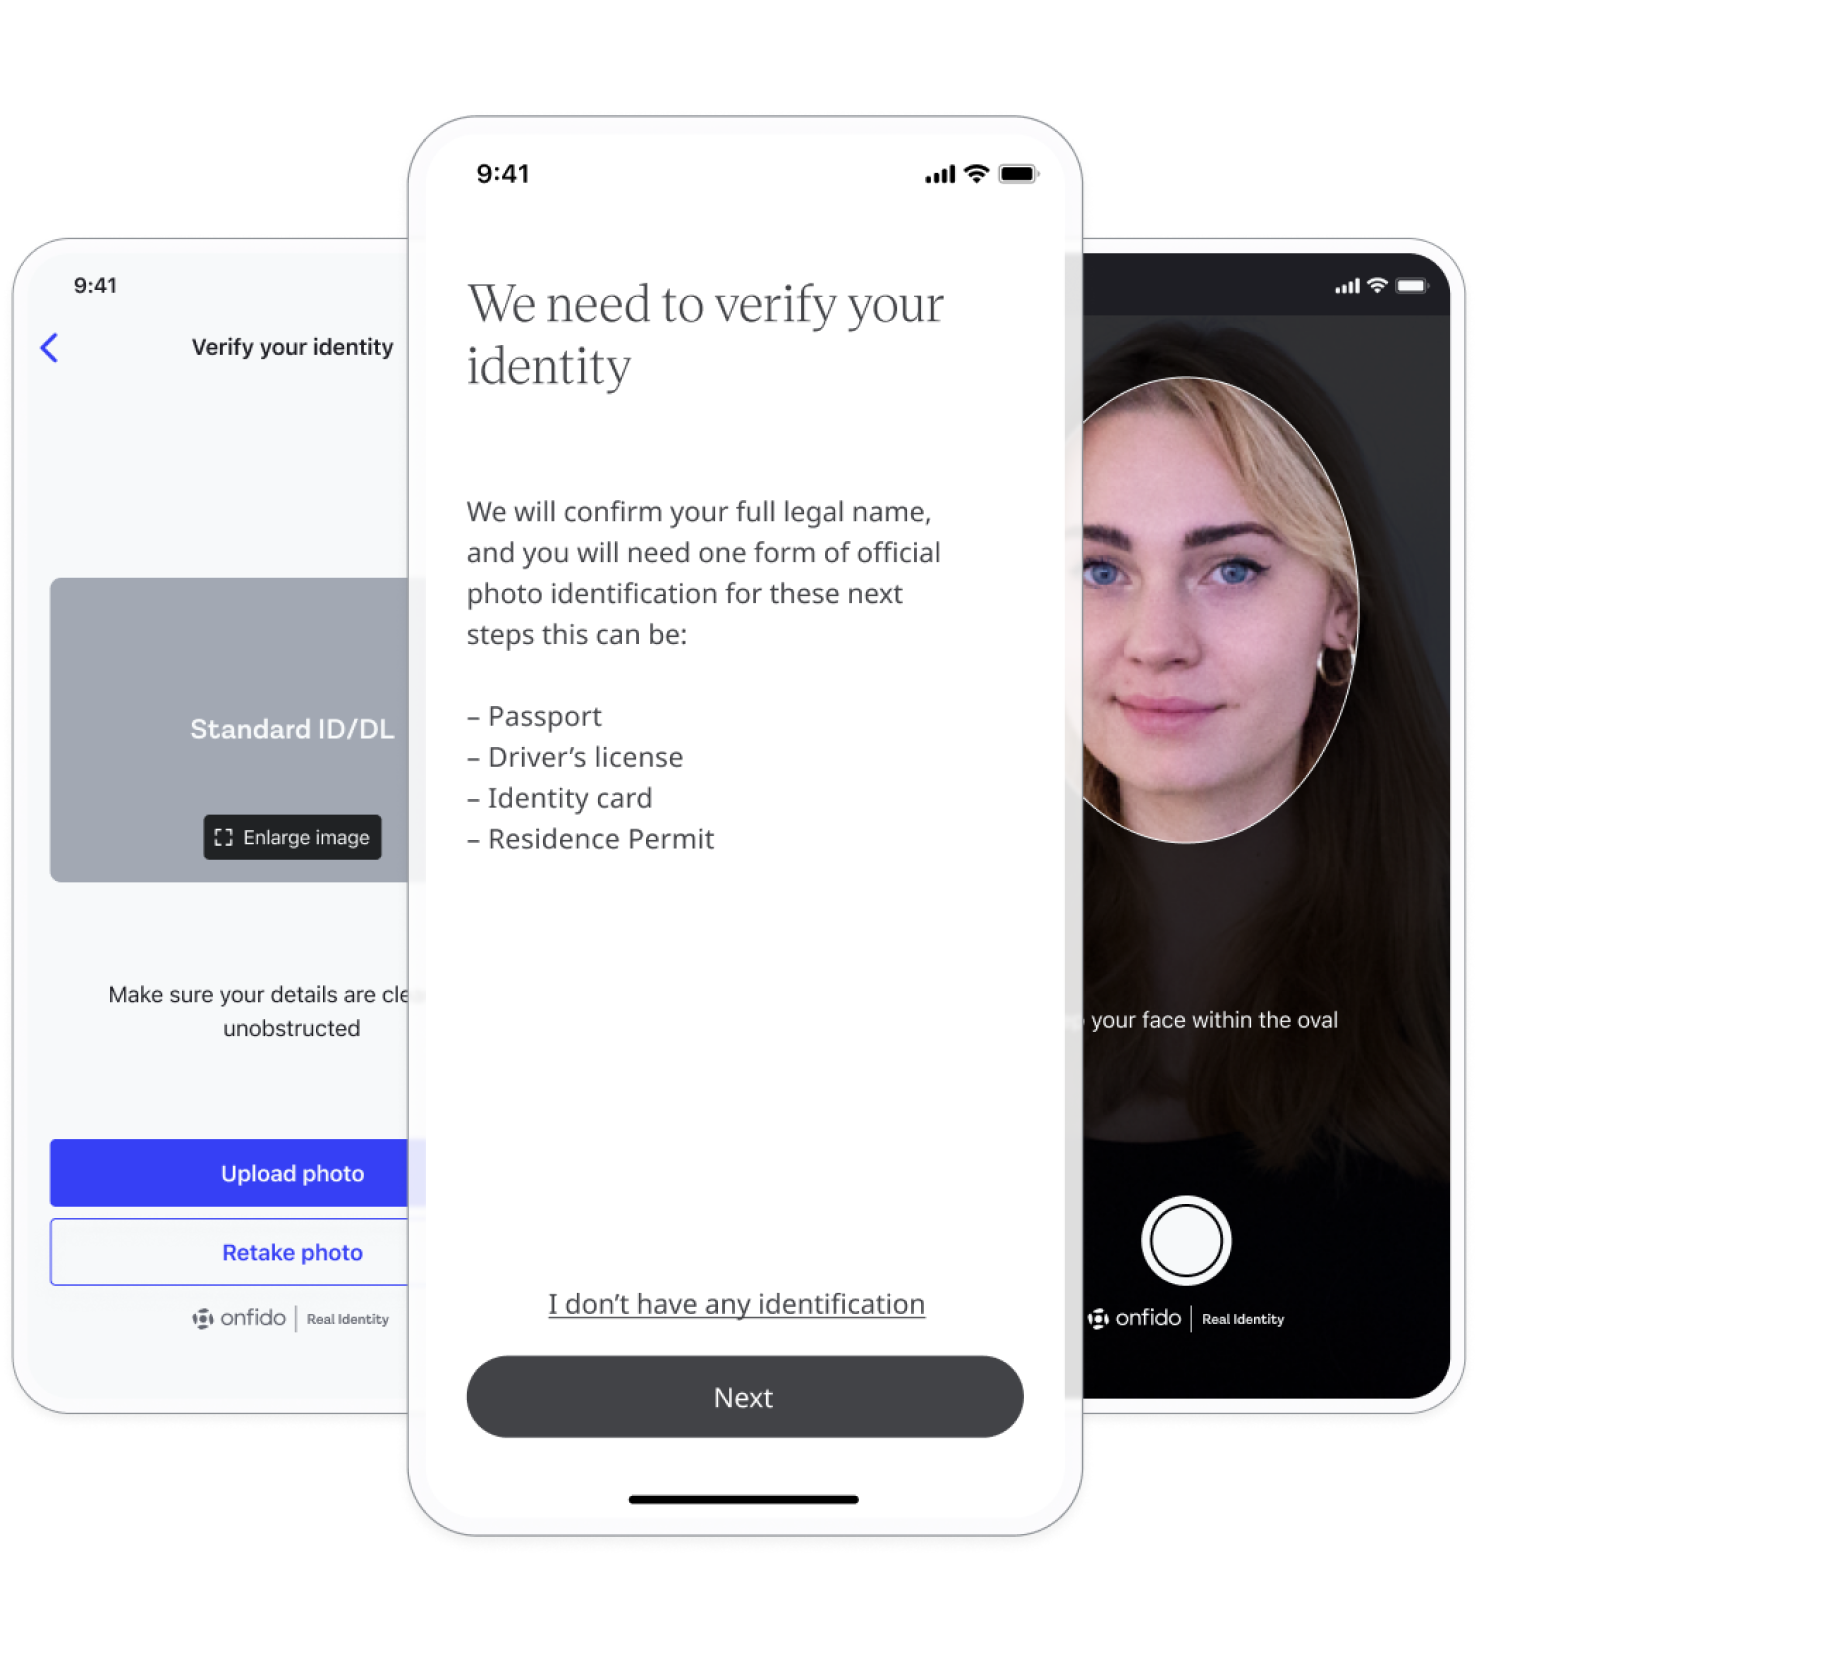 9:41
Verify your identity
Standard ID/DL
Enlarge image
Make sure your details are
unobstructed
Upload photo
Retake photo
onfido | Real Identity
9:41
We need to verify your
identity
We will confirm your full legal name,
and you will need one form of official
photo identification for these next
steps this can be:
– Passport
– Driver’s license
– Identity card
– Residence Permit
I don’t have any identification
Next
your face within the oval
onfido | Real Identity